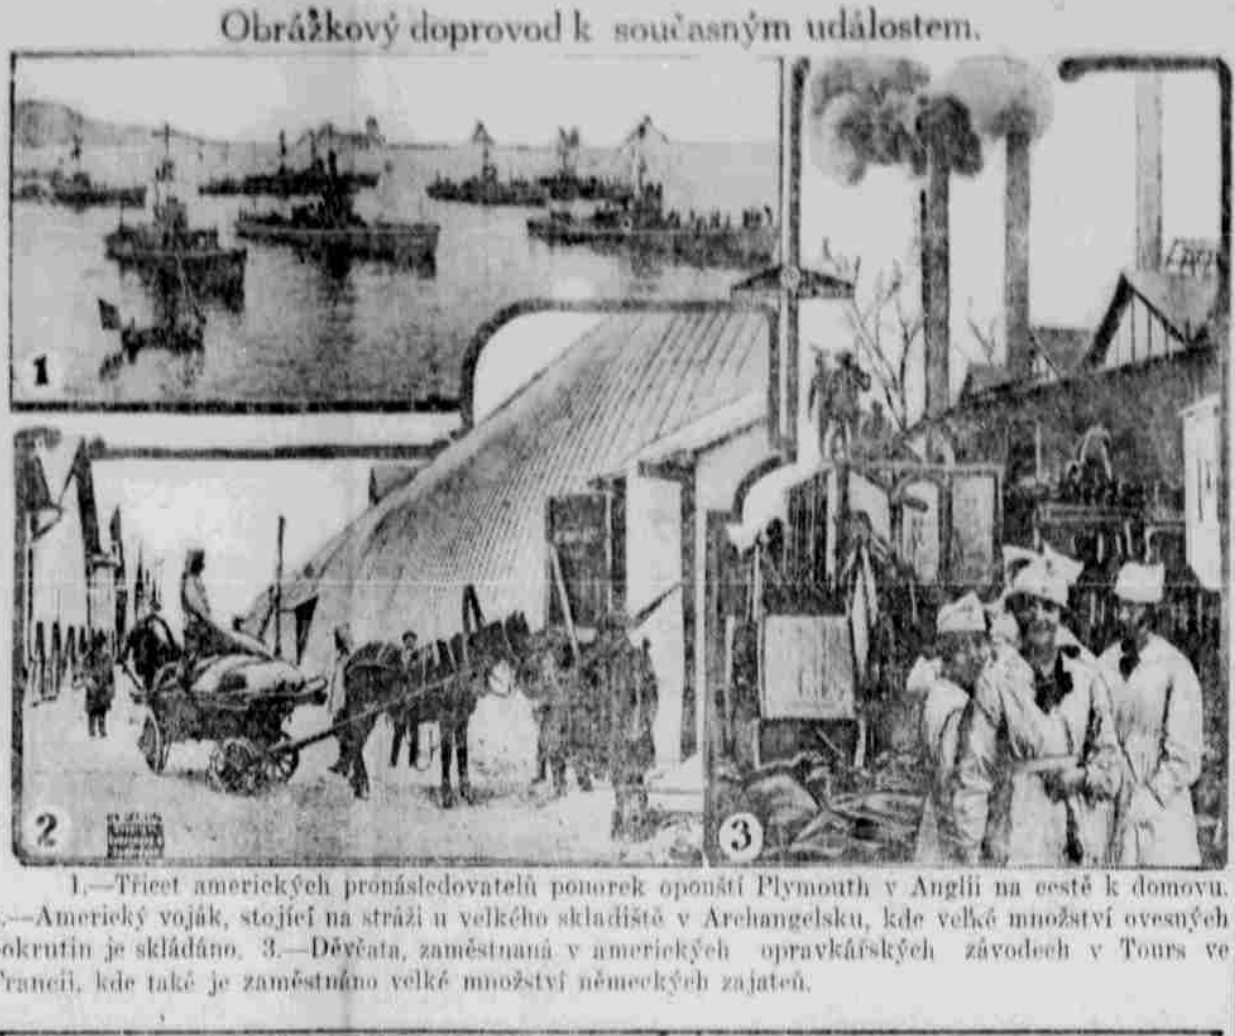 Obrážkový doprovod k současným událostem.
1
2
3
1.—Třicet amerických pronásledovatelů ponorek opouští Plymouth v Anglii na cestě k domovu.
.—Americký voják, stojící na stráži u velkého skladiště v Archangelsku, kde velké množství ovesných
okrutin je skládáno. 3.—Děvčata, zaměstnaná v amerických opravkářských závodech v Tours ve
Francii, kde také je zaměstnáno velké množství německých zajatců.